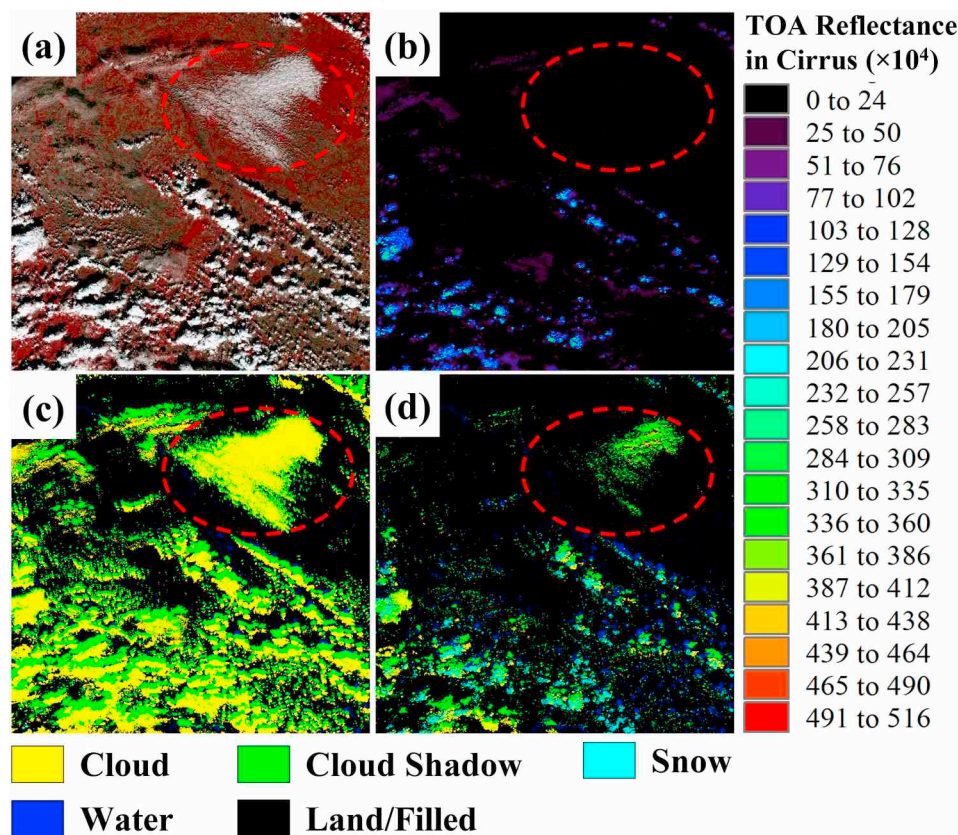 (a)
(b)
TOA Reflectance
in Cirrus (×10⁴)
0 to 24
25 to 50
51 to 76
77 to 102
103 to 128
129 to 154
155 to 179
180 to 205
206 to 231
232 to 257
258 to 283
284 to 309
310 to 335
336 to 360
361 to 386
387 to 412
413 to 438
439 to 464
465 to 490
491 to 516
(c)
(d)
Cloud
Cloud Shadow
Snow
Water
Land/Filled